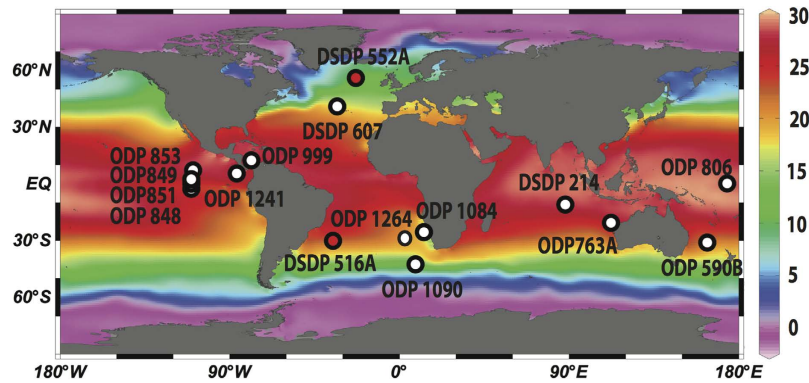 30
DSDP 552A
60°N
25
DSDP 607
30°N
20
ODP 853
ODP 999
ODP849
DSDP 214
ODP 806
EQ
ODP851
15
ODP 848
ODP 1241
ODP 1264
ODP 1084
10
30°S
DSDP 516A
ODP763A
ODP 590B
5
ODP 1090
60°S
0
180°W
90°W
0°
90°E
180°E